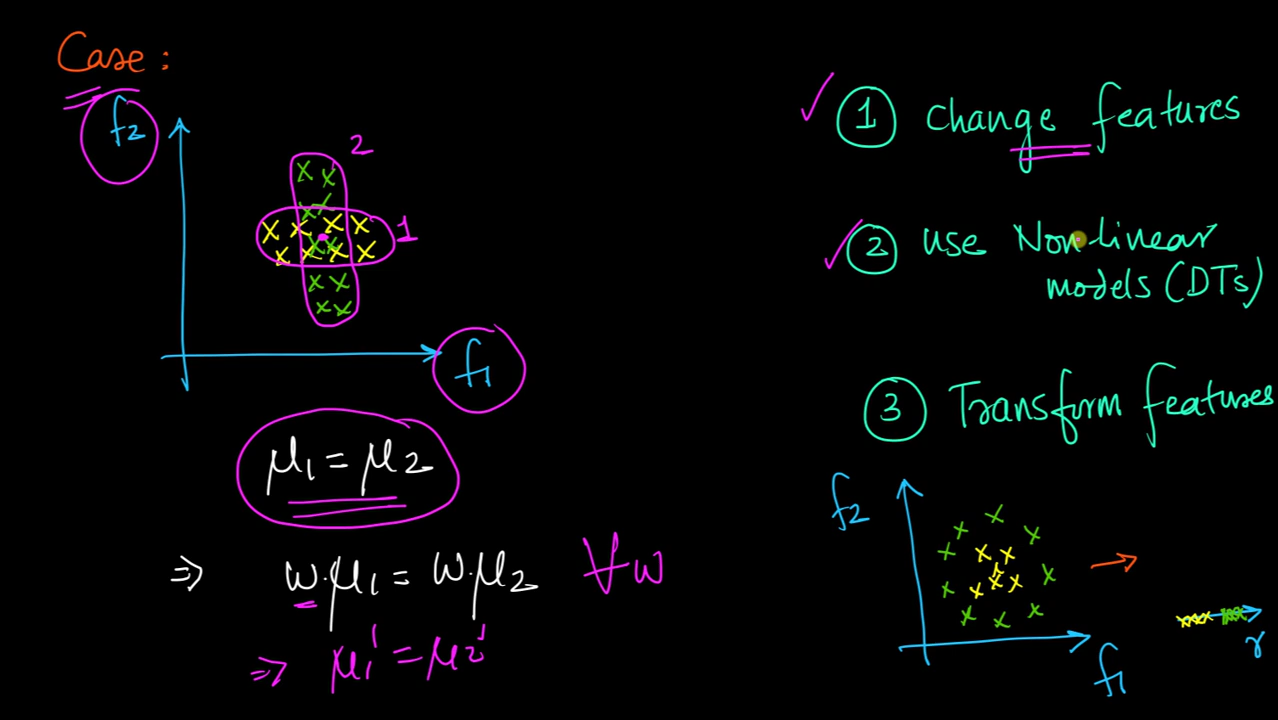 Case:
f2
2
1
f1
μ1 = μ2
⇒ w.μ1 = w.μ2 ∀w
⇒ μ1' = μ2'
✓ 1 change features
✓ 2 use Non-linear
models (DTs)
3 Transform features
f2
→
f1
r